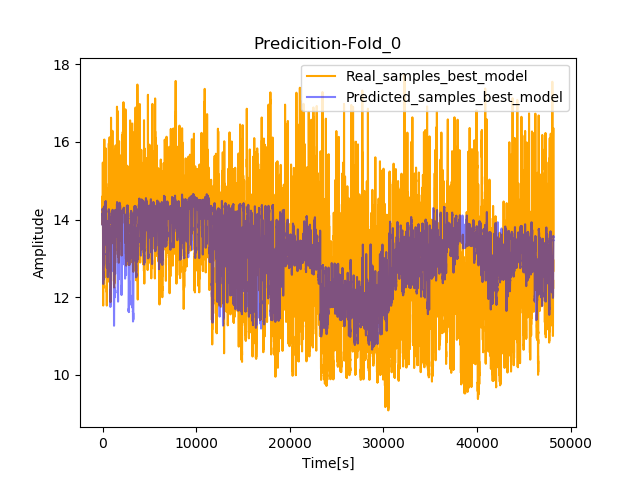 Predicition-Fold_0
Real_samples_best_model
Predicted_samples_best_model
Amplitude
18
16
14
12
10
0 10000 20000 30000 40000 50000
Time[s]